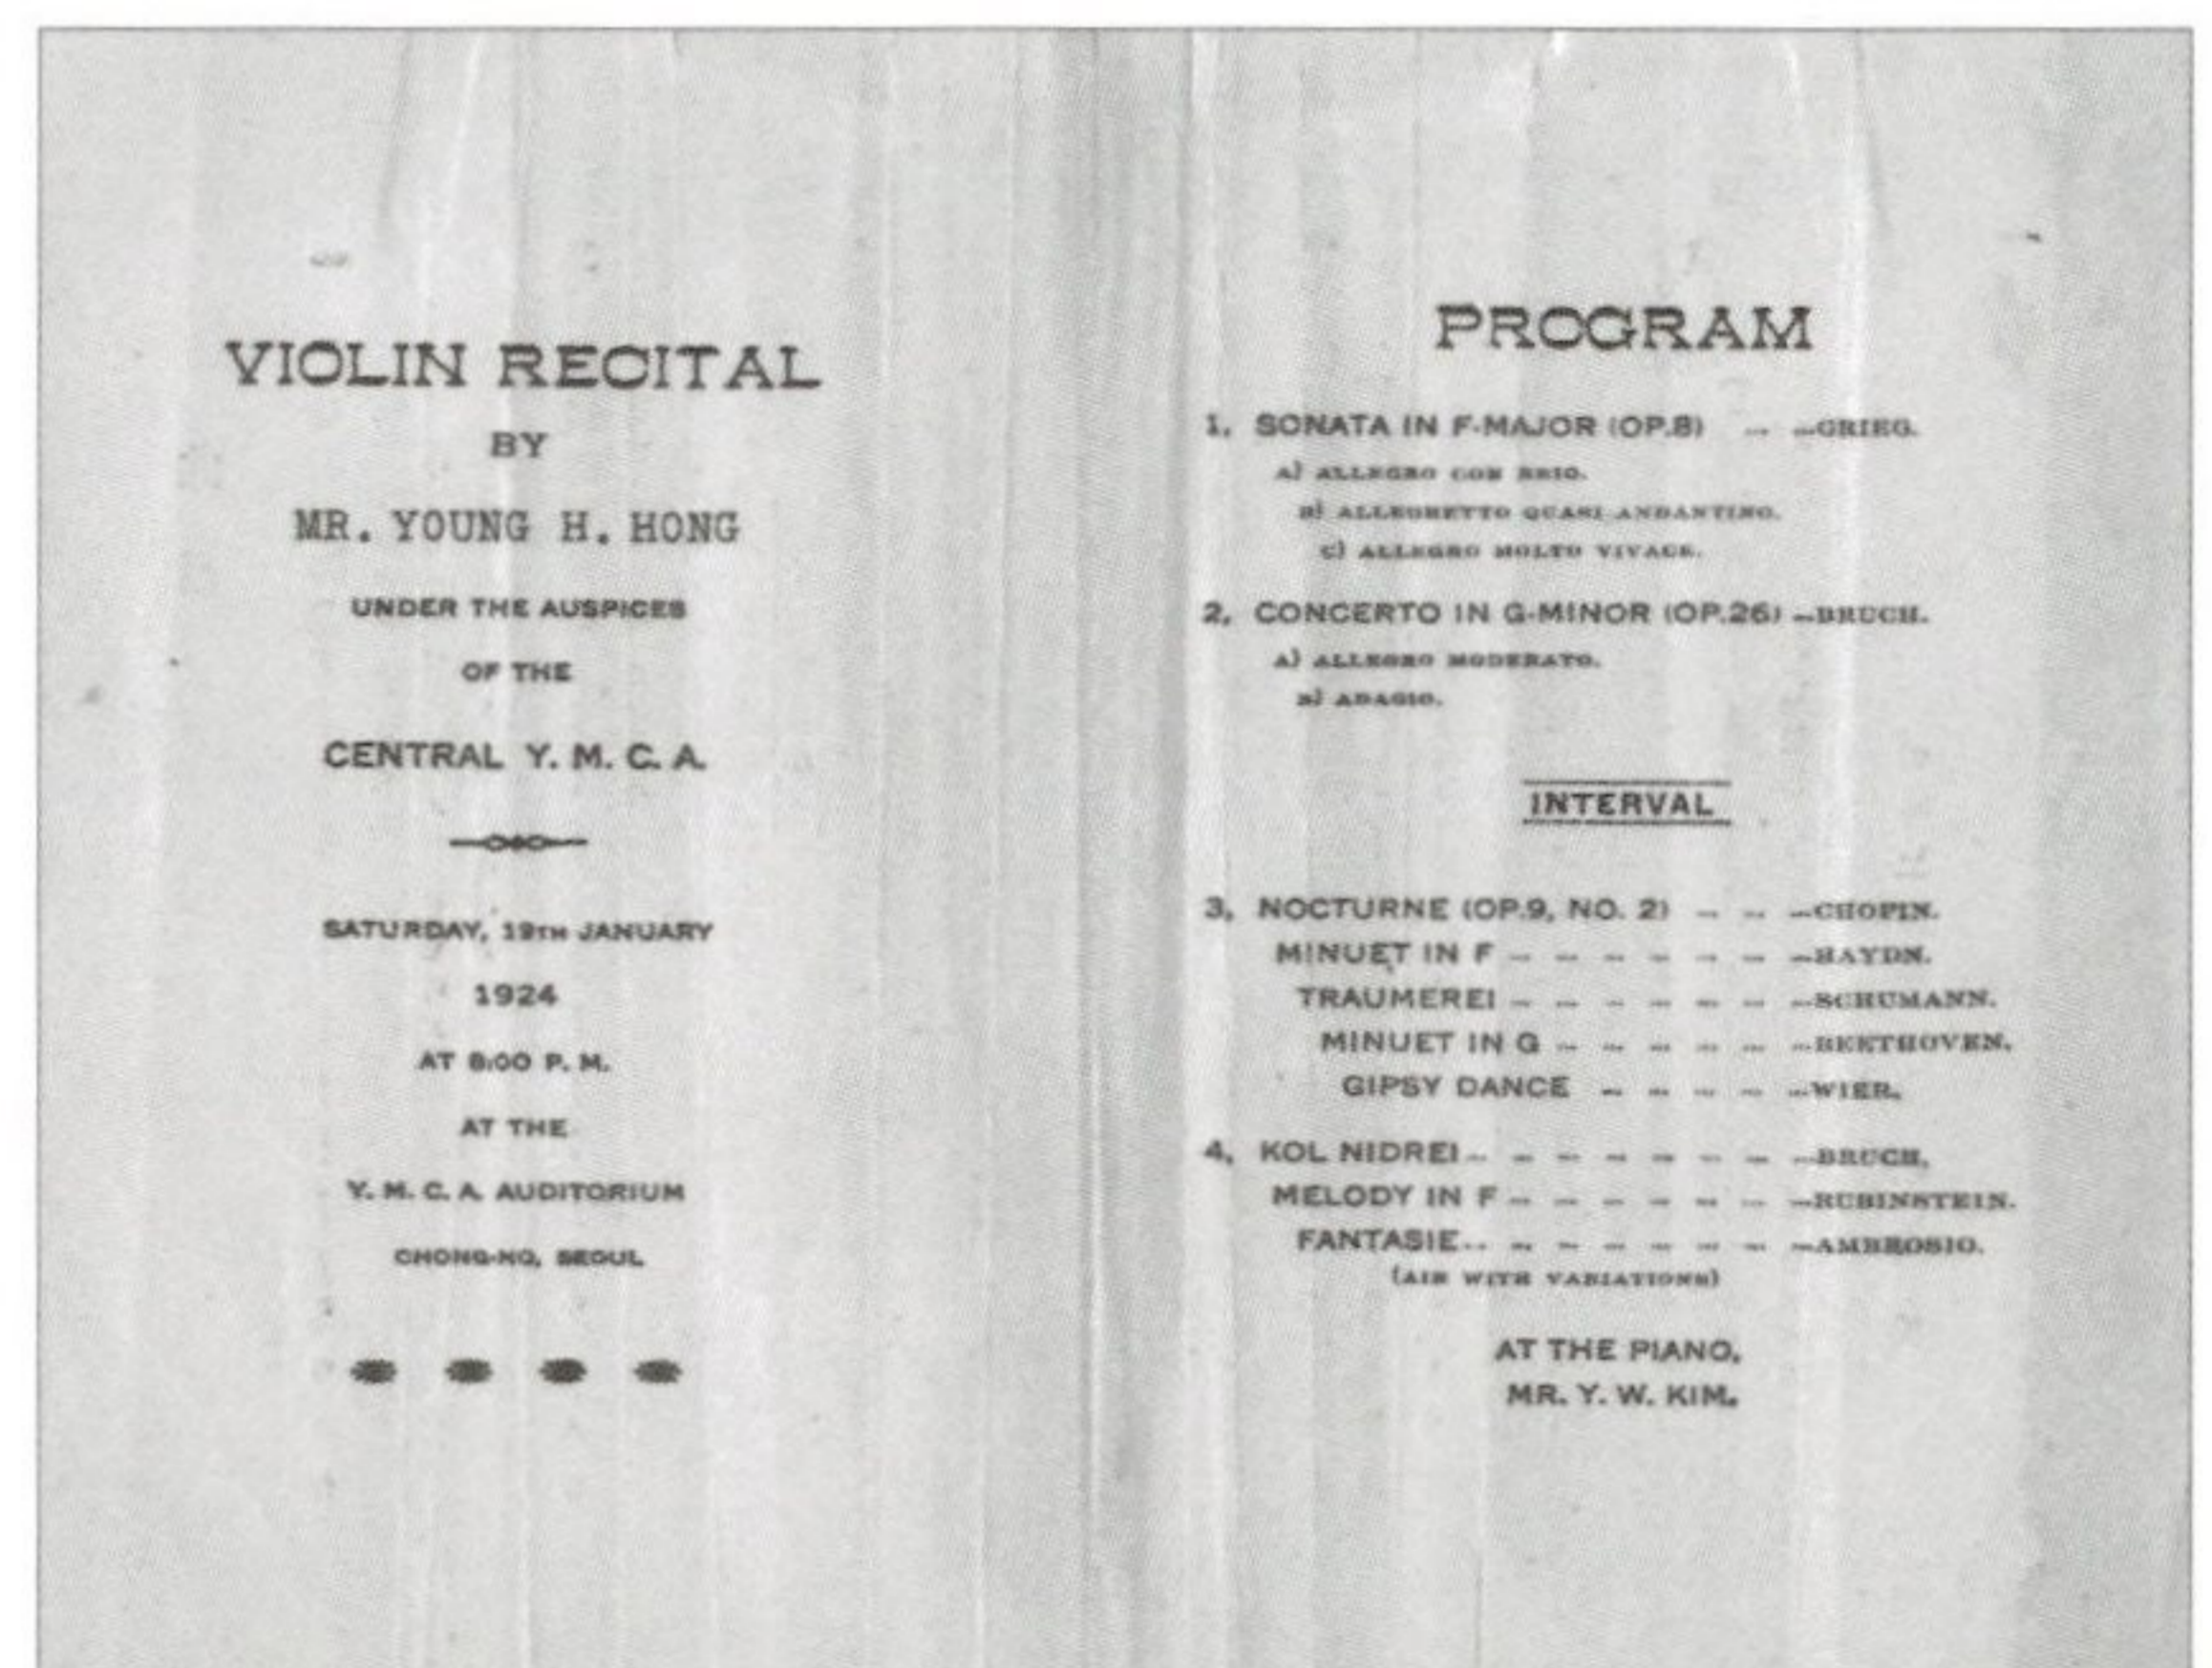 VIOLIN RECITAL
BY
MR. YOUNG H. HONG
UNDER THE AUSPICES
OF THE
CENTRAL Y. M. C. A.
SATURDAY, 19TH JANUARY
1924
AT 8:00 P. M.
AT THE
Y. M. C. A. AUDITORIUM
CHONG-NO, SEOUL
PROGRAM
1, SONATA IN F-MAJOR (OP.8) GRIEG.
A) ALLEGRO CON BRIO.
B) ALLEGRETTO QUASI ANDANTINO.
C) ALLEGRO MOLTO VIVACE.
2, CONCERTO IN G-MINOR (OP.26) BRUCH.
A) ALLEGRO MODERATO.
B) ADAGIO.
INTERVAL
3, NOCTURNE (OP.9, NO. 2) CHOPIN.
MINUET IN F HAYDN.
TRAUMEREI SCHUMANN.
MINUET IN G BEETHOVEN.
GIPSY DANCE WIER.
4, KOL NIDREI BRUCH.
MELODY IN F RUBINSTEIN.
FANTASIE AMBROSIO.
(AIR WITH VARIATIONS)
AT THE PIANO,
MR. Y. W. KIM.